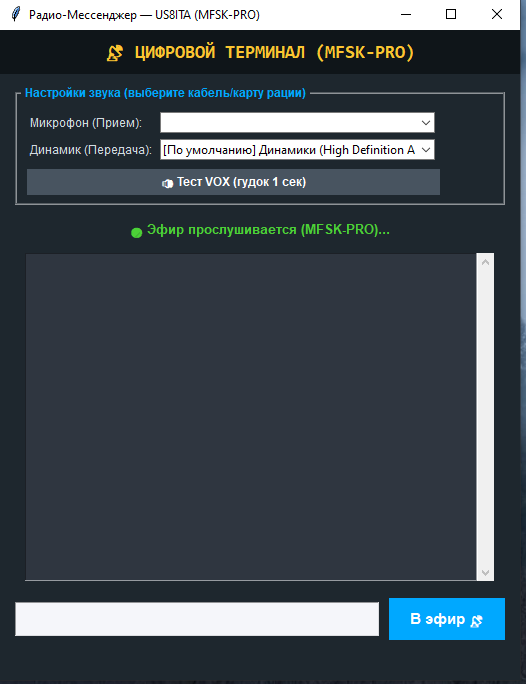 Радио-Мессенджер — US8ITA (MFSK-PRO)
ЦИФРОВОЙ ТЕРМИНАЛ (MFSK-PRO)
Настройки звука (выберите кабель/карту рации)
Микрофон (Прием):
Динамик (Передача): [По умолчанию] Динамики (High Definition A
Тест VOX (гудок 1 сек)
Эфир прослушивается (MFSK-PRO)...
В эфир